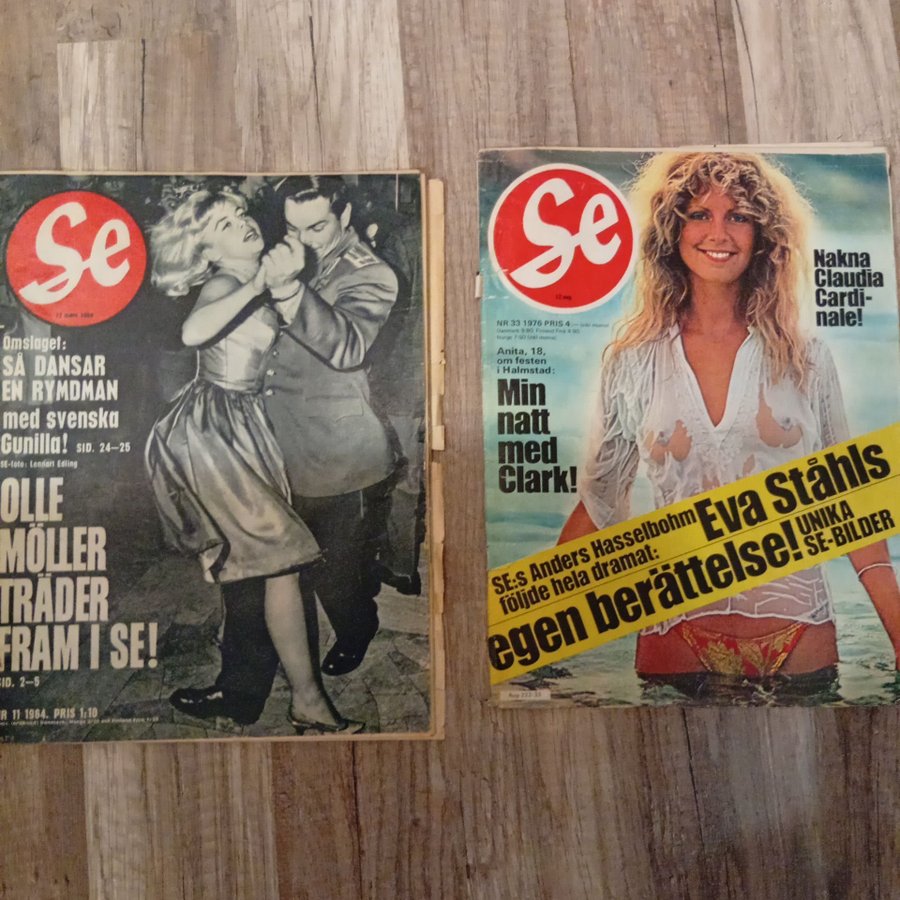 Se
Omslaget:
SÅ DANSAR
EN RYMDMAN
med svenska
Gunilla! SID. 24–25
SE-foto: Lennart Edling
OLLE
MÖLLER
TRÄDER
FRAM I SE!
SID. 2–5
NR 11 1964. PRIS 1:10
Se
NR 33 1976 PRIS 4:–
Anita, 18,
om festen
i Halmstad:
Min
natt
med
Clark!
Nakna
Claudia
Cardi-
nale!
SE:s Anders Hasselbohm
följde hela dramat:
Eva Ståhls
egen berättelse!
UNIKA
SE-BILDER